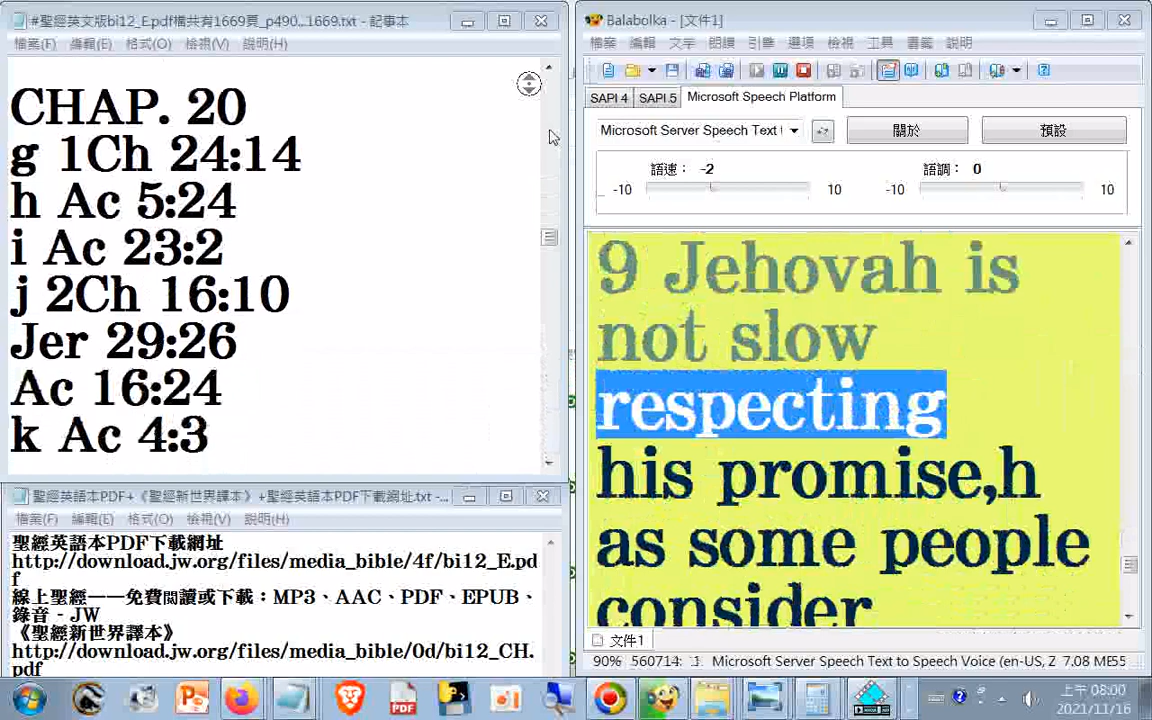 #聖經英文版bi12_E.pdf檔共有1669頁_p490...1669.txt - 記事本
檔案(F) 編輯(E) 格式(O) 檢視(V) 說明(H)
CHAP. 20
g 1Ch 24:14
h Ac 5:24
i Ac 23:2
j 2Ch 16:10
Jer 29:26
Ac 16:24
k Ac 4:3
聖經英語本PDF+《聖經新世界譯本》+聖經英語本PDF下載網址.txt - ...
檔案(F) 編輯(E) 格式(O) 檢視(V) 說明(H)
聖經英語本PDF下載網址
http://download.jw.org/files/media_bible/4f/bi12_E.pd
f
線上聖經──免費閱讀或下載：MP3、AAC、PDF、EPUB、
錄音 - JW
《聖經新世界譯本》
http://download.jw.org/files/media_bible/0d/bi12_CH.
pdf
Balabolka - [文件1]
檔案 編輯 文字 朗讀 引擎 選項 檢視 工具 書籤 說明
SAPI 4 SAPI 5 Microsoft Speech Platform
Microsoft Server Speech Text 關於 預設
語速： -2 語調： 0
-10 10 -10 10
9 Jehovah is
not slow
respecting
his promise,h
as some people
consider
文件1
90% 560714: 1. Microsoft Server Speech Text to Speech Voice (en-US, Z 7.08 ME55
上午 08:00
2021/11/16